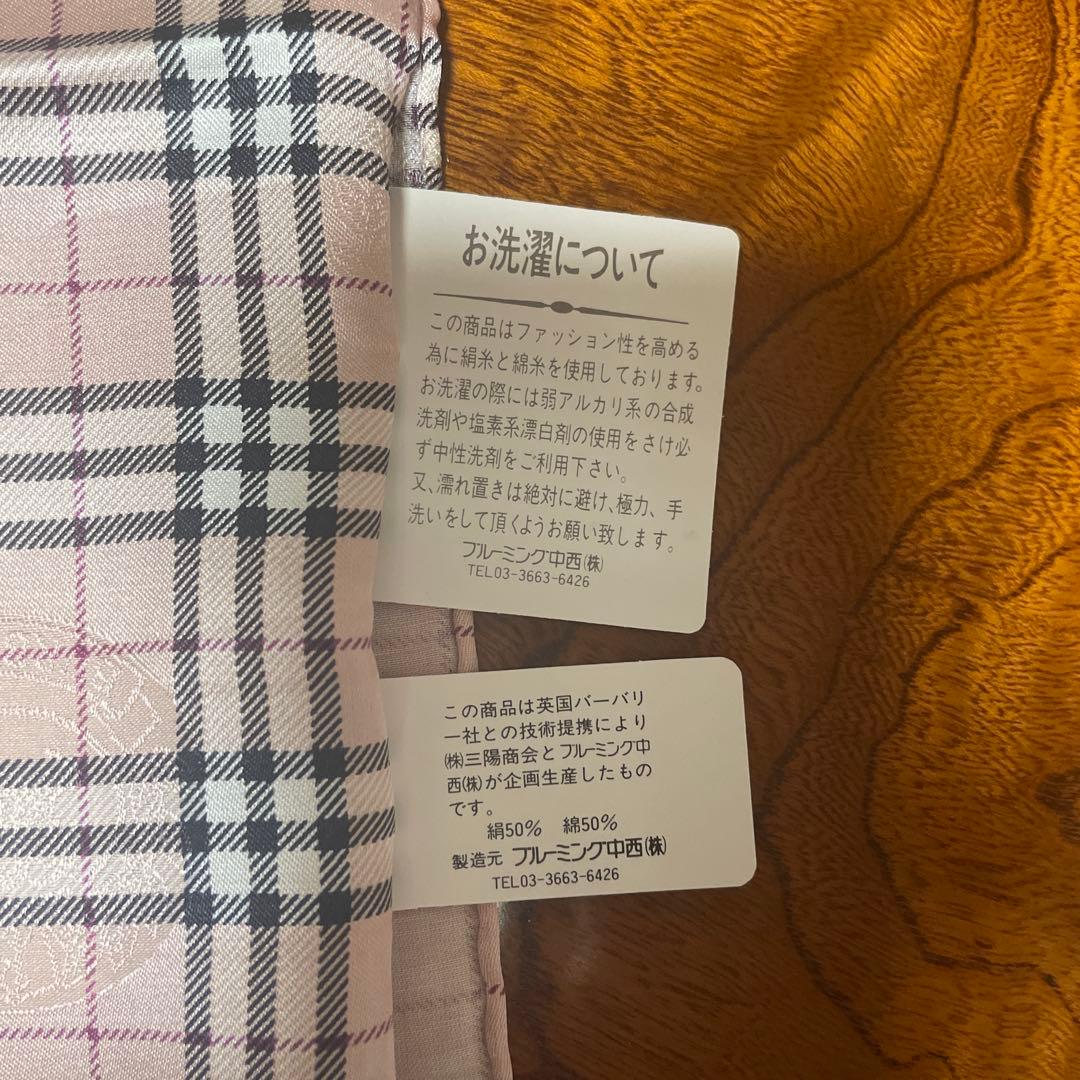 お洗濯について
この商品はファッション性を高める
為に絹糸と綿糸を使用しております。
お洗濯の際には弱アルカリ系の合成
洗剤や塩素系漂白剤の使用をさけ必
ず中性洗剤をご利用下さい。
又、濡れ置きは絶対に避け、極力、手
洗いをして頂くようお願い致します。
ブルーミング中西(株)
TEL03-3663-6426
この商品は英国バーバリ
ー社との技術提携により
(株)三陽商会とブルーミング中
西(株)が企画生産したもの
です。
絹50% 綿50%
製造元 ブルーミング中西(株)
TEL03-3663-6426